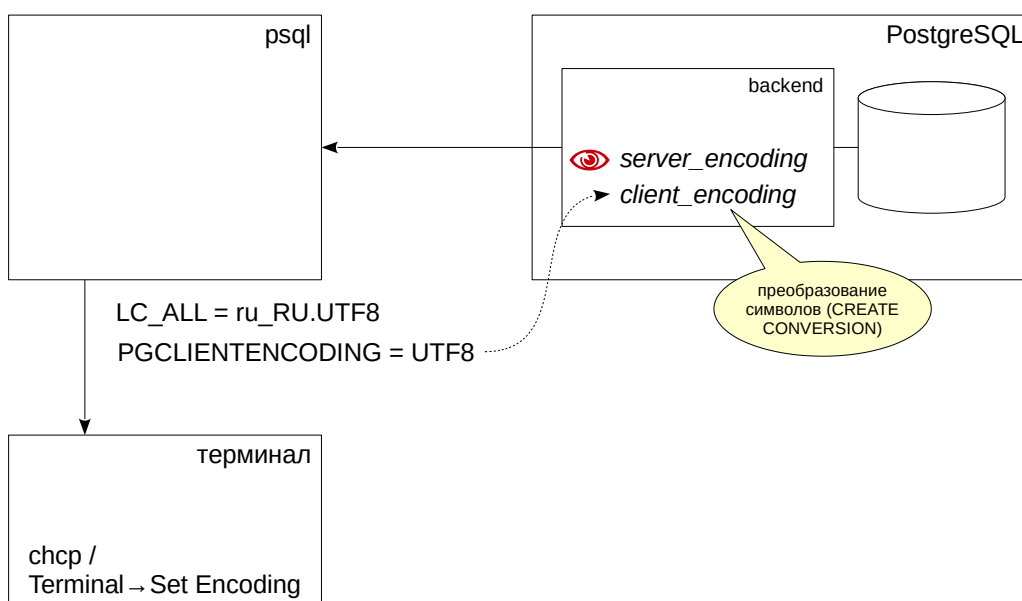 psql
PostgreSQL
backend
server_encoding
client_encoding
преобразование
символов (CREATE
CONVERSION)
LC_ALL = ru_RU.UTF8
PGCLIENTENCODING = UTF8
терминал
chcp /
Terminal→Set Encoding